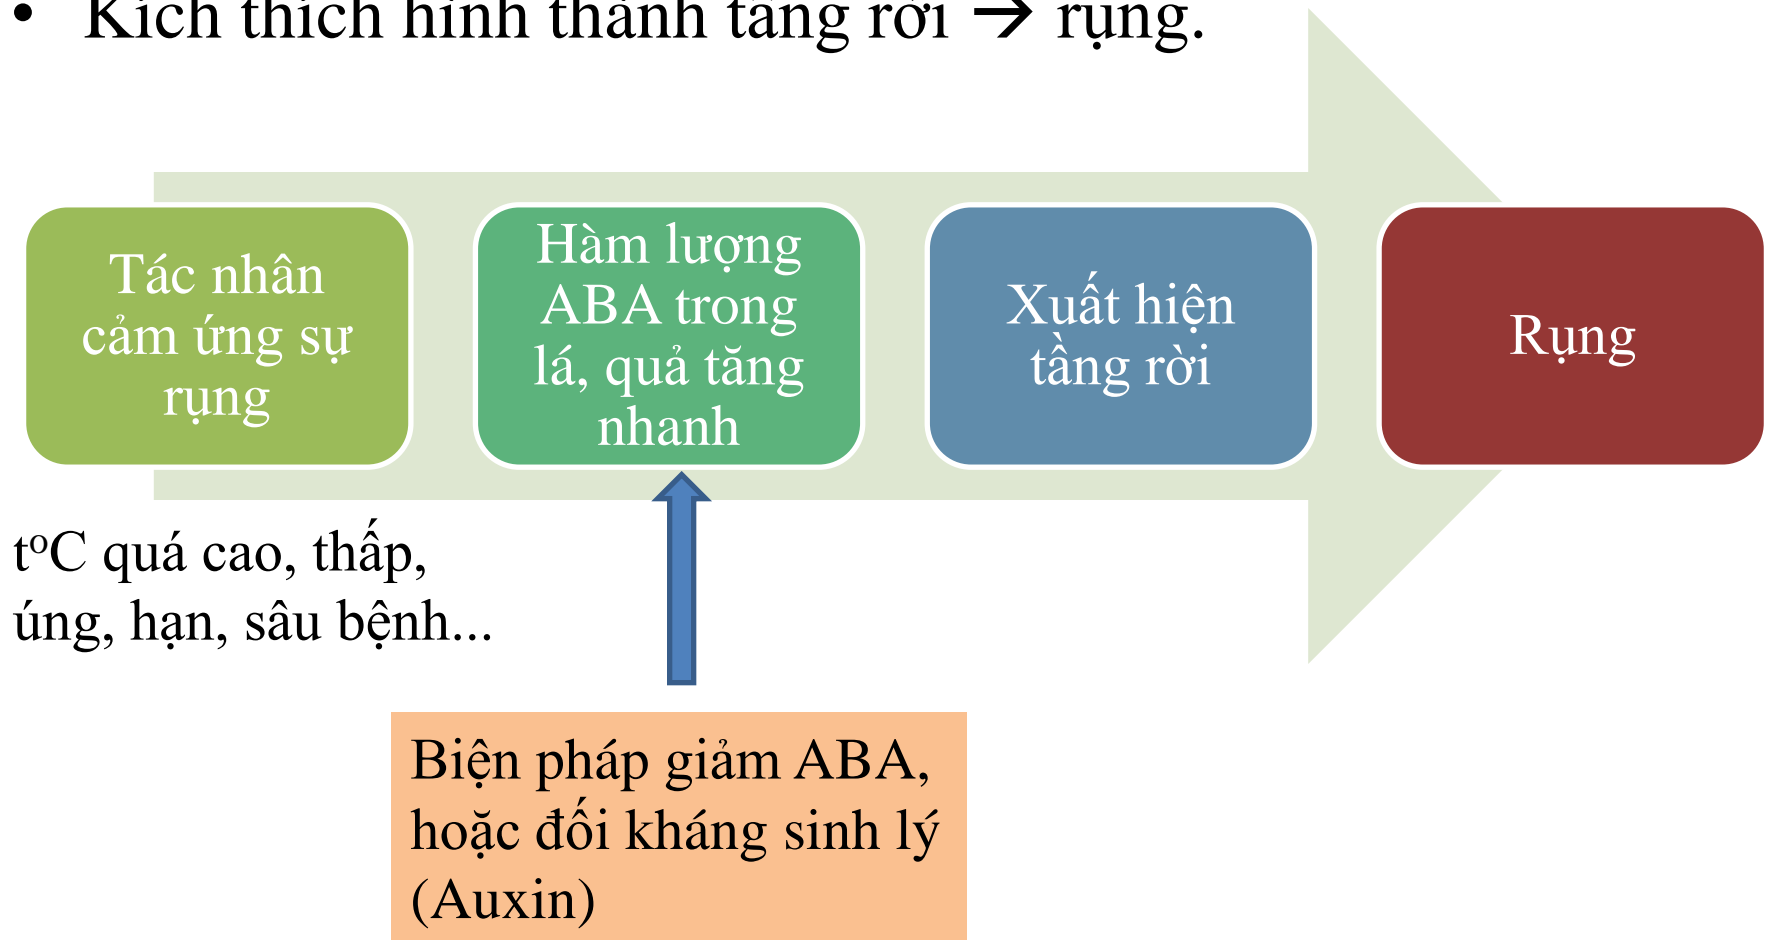 • Kích thích hình thành tầng rời → rụng.
Tác nhân
cảm ứng sự
rụng
Hàm lượng
ABA trong
lá, quả tăng
nhanh
Xuất hiện
tầng rời
Rụng
tºC quá cao, thấp,
úng, hạn, sâu bệnh...
Biện pháp giảm ABA,
hoặc đối kháng sinh lý
(Auxin)